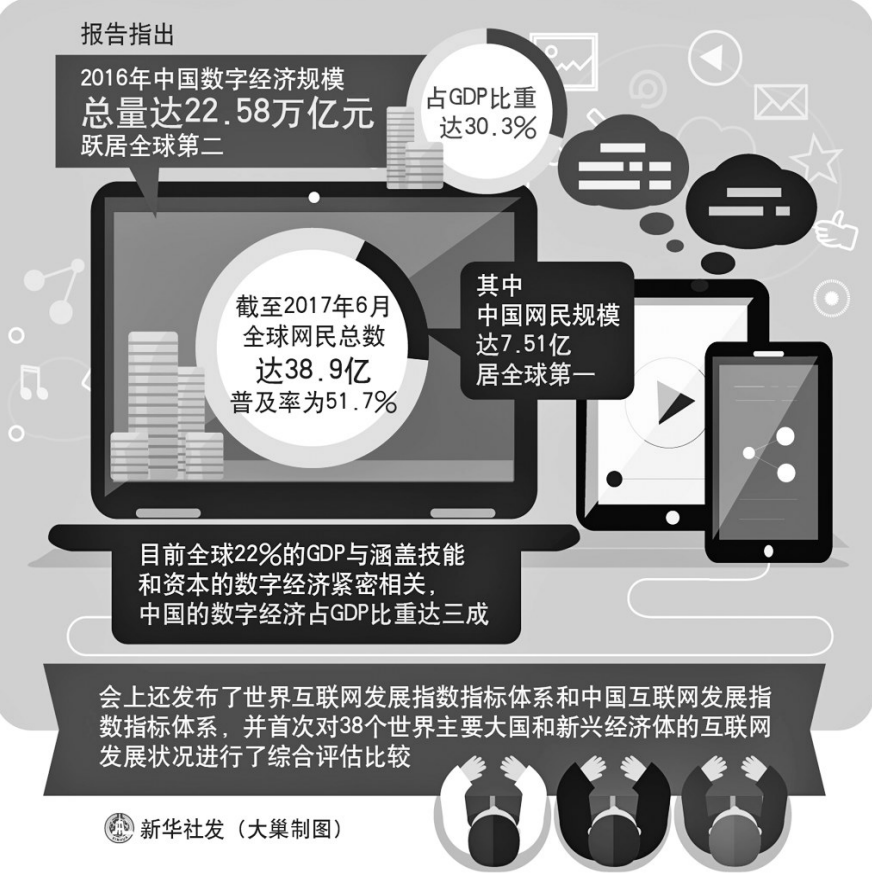 报告指出
2016年中国数字经济规模
总量达22.58万亿元
跃居全球第二
占GDP比重
达30.3%
截至2017年6月
全球网民总数
达38.9亿
普及率为51.7%
其中
中国网民规模
达7.51亿
居全球第一
目前全球22%的GDP与涵盖技能
和资本的数字经济紧密相关，
中国的数字经济占GDP比重达三成
会上还发布了世界互联网发展指数指标体系和中国互联网发展指
数指标体系，并首次对38个世界主要大国和新兴经济体的互联网
发展状况进行了综合评估比较
新华社发（大巢制图）